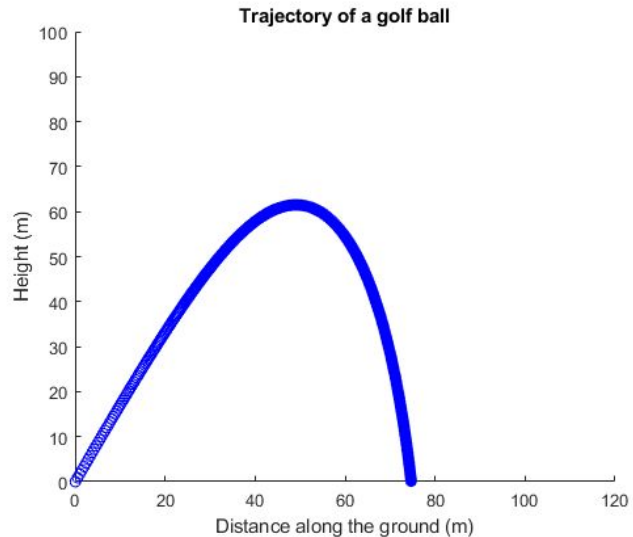 Trajectory of a golf ball
100
90
80
70
60
50
40
30
20
10
0
Height (m)
0 20 40 60 80 100 120
Distance along the ground (m)